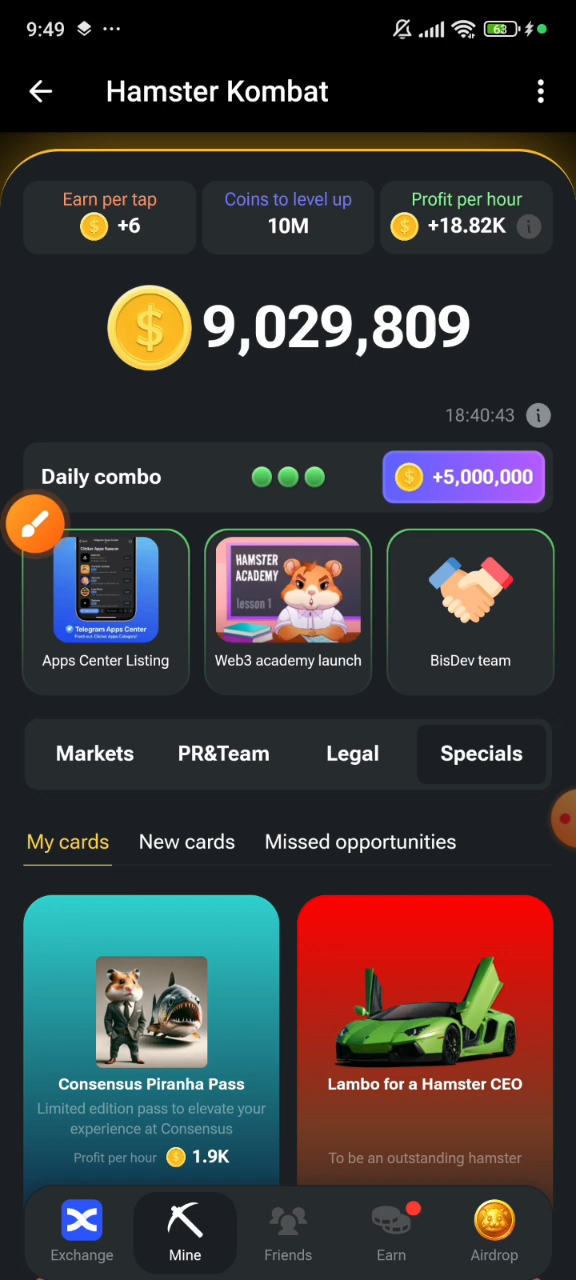 9:49
63
Hamster Kombat
Earn per tap
+6
Coins to level up
10M
Profit per hour
+18.82K
9,029,809
18:40:43
Daily combo
+5,000,000
Telegram Apps Center
Apps Center Listing
HAMSTER
ACADEMY
lesson 1
Web3 academy launch
BisDev team
Markets
PR&Team
Legal
Specials
My cards
New cards
Missed opportunities
Consensus Piranha Pass
Limited edition pass to elevate your
experience at Consensus
Profit per hour
1.9K
Lambo for a Hamster CEO
To be an outstanding hamster
Exchange
Mine
Friends
Earn
Airdrop